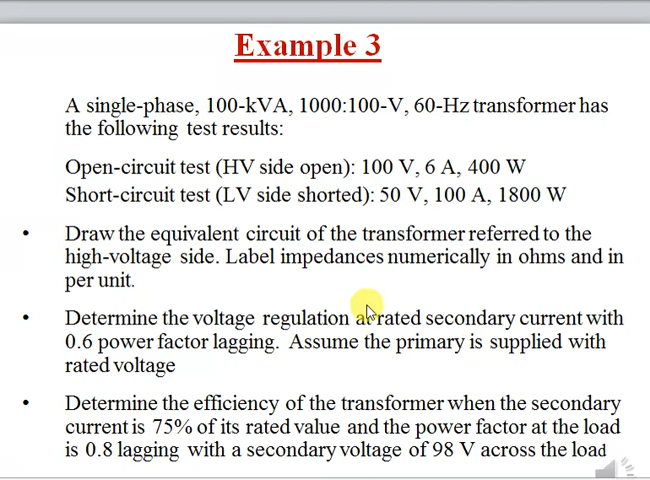 Example 3
A single-phase, 100-kVA, 1000:100-V, 60-Hz transformer has
the following test results:
Open-circuit test (HV side open): 100 V, 6 A, 400 W
Short-circuit test (LV side shorted): 50 V, 100 A, 1800 W
• Draw the equivalent circuit of the transformer referred to the
high-voltage side. Label impedances numerically in ohms and in
per unit.
• Determine the voltage regulation at rated secondary current with
0.6 power factor lagging. Assume the primary is supplied with
rated voltage
• Determine the efficiency of the transformer when the secondary
current is 75% of its rated value and the power factor at the load
is 0.8 lagging with a secondary voltage of 98 V across the load